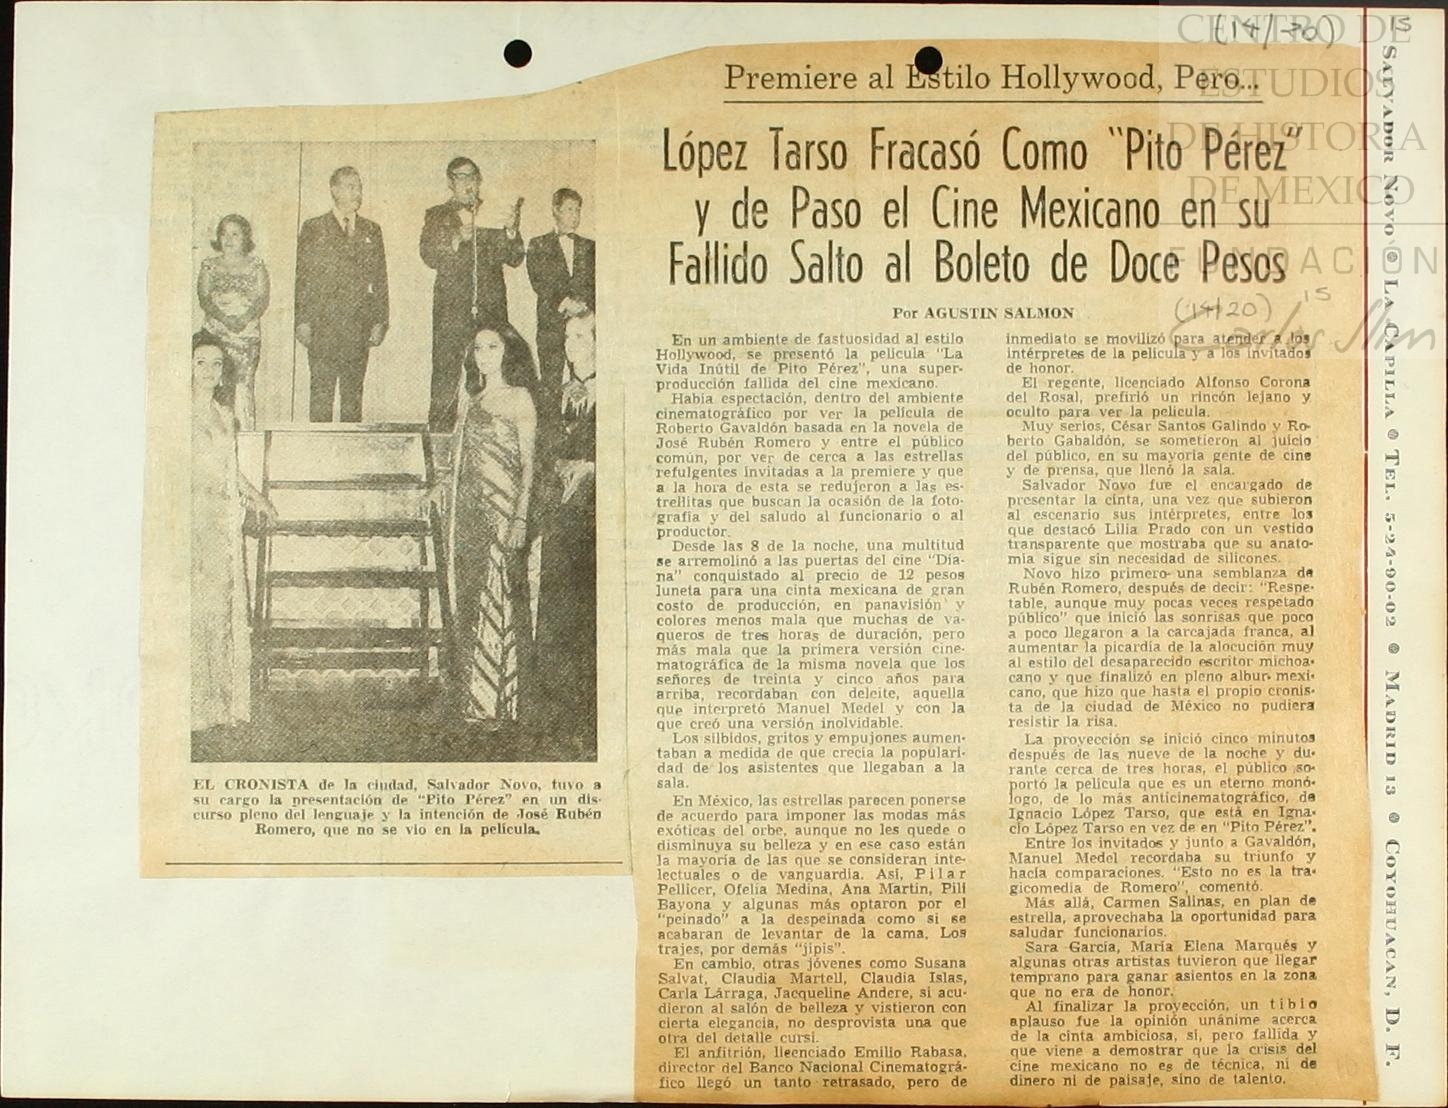 (14/20) 15
CENTRO DE
ESTUDIOS
DE HISTORIA
DE MEXICO
FUNDACION
Carlos Slim
SALVADOR NOVO LA CAPILLA TEL. 5-24-90-02 MADRID 13 COYOHUACAN, D. F.
Premiere al Estilo Hollywood, Pero...
López Tarso Fracasó Como "Pito Pérez"
y de Paso el Cine Mexicano en su
Fallido Salto al Boleto de Doce Pesos
(14/20) 15
Por AGUSTIN SALMON
EL CRONISTA de la ciudad, Salvador Novo, tuvo a
su cargo la presentación de "Pito Pérez" en un dis-
curso pleno del lenguaje y la intención de José Rubén
Romero, que no se vio en la película.
En un ambiente de fastuosidad al estilo
Hollywood, se presentó la película "La
Vida Inútil de Pito Pérez", una super-
producción fallida del cine mexicano.
Había espectación, dentro del ambiente
cinematográfico por ver la película de
Roberto Gavaldón basada en la novela de
José Rubén Romero y entre el público
común, por ver de cerca a las estrellas
refulgentes invitadas a la premiere y que
a la hora de esta se redujeron a las es-
trellitas que buscan la ocasión de la foto-
grafía y del saludo al funcionario o al
productor.
Desde las 8 de la noche, una multitud
se arremolinó a las puertas del cine "Dia-
na" conquistado al precio de 12 pesos
luneta para una cinta mexicana de gran
costo de producción, en panavisión y
colores menos mala que muchas de va-
queros de tres horas de duración, pero
más mala que la primera versión cine-
matográfica de la misma novela que los
señores de treinta y cinco años para
arriba, recordaban con deleite, aquella
que interpretó Manuel Medel y con la
que creó una versión inolvidable.
Los silbidos, gritos y empujones aumen-
taban a medida de que crecía la populari-
dad de los asistentes que llegaban a la
sala.
En México, las estrellas parecen ponerse
de acuerdo para imponer las modas más
exóticas del orbe, aunque no les quede o
disminuya su belleza y en ese caso están
la mayoría de las que se consideran inte-
lectuales o de vanguardia. Así, Pilar
Pellicer, Ofelia Medina, Ana Martin, Pili
Bayona y algunas más optaron por el
"peinado" a la despeinada como si se
acabaran de levantar de la cama. Los
trajes, por demás "jipis".
En cambio, otras jóvenes como Susana
Salvat, Claudia Martell, Claudia Islas,
Carla Lárraga, Jacqueline Andere, si acu-
dieron al salón de belleza y vistieron con
cierta elegancia, no desprovista una que
otra del detalle cursi.
El anfitrión, licenciado Emilio Rabasa,
director del Banco Nacional Cinematográ-
fico llegó un tanto retrasado, pero de
inmediato se movilizó para atender a los
intérpretes de la película y a los invitados
de honor.
El regente, licenciado Alfonso Corona
del Rosal, prefirió un rincón lejano y
oculto para ver la película.
Muy serios, César Santos Galindo y Ro-
berto Gabaldón, se sometieron al juicio
del público, en su mayoría gente de cine
y de prensa, que llenó la sala.
Salvador Novo fue el encargado de
presentar la cinta, una vez que subieron
al escenario sus intérpretes, entre los
que destacó Lilia Prado con un vestido
transparente que mostraba que su anato-
mía sigue sin necesidad de silicones.
Novo hizo primero una semblanza de
Rubén Romero, después de decir: "Respe-
table, aunque muy pocas veces respetado
público" que inició las sonrisas que poco
a poco llegaron a la carcajada franca, al
aumentar la picardía de la alocución muy
al estilo del desaparecido escritor michoa-
cano y que finalizó en pleno albur mexi-
cano, que hizo que hasta el propio cronis-
ta de la ciudad de México no pudiera
resistir la risa.
La proyección se inició cinco minutos
después de las nueve de la noche y du-
rante cerca de tres horas, el público so-
portó la película que es un eterno monó-
logo, de lo más anticinematográfico, de
Ignacio López Tarso, que está en Igna-
cio López Tarso en vez de en "Pito Pérez".
Entre los invitados y junto a Gavaldón,
Manuel Medel recordaba su triunfo y
hacía comparaciones. "Esto no es la tra-
gicomedia de Romero", comentó.
Más allá, Carmen Salinas, en plan de
estrella, aprovechaba la oportunidad para
saludar funcionarios.
Sara García, María Elena Marqués y
algunas otras artistas tuvieron que llegar
temprano para ganar asientos en la zona
que no era de honor.
Al finalizar la proyección, un tibio
aplauso fue la opinión unánime acerca
de la cinta ambiciosa, sí, pero fallida y
que viene a demostrar que la crisis del
cine mexicano no es de técnica, ni de
dinero ni de paisaje, sino de talento.